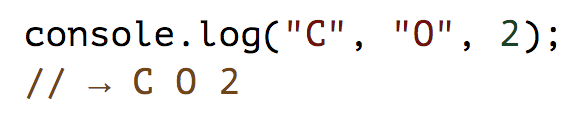 console.log("C", "O", 2);
// → C O 2